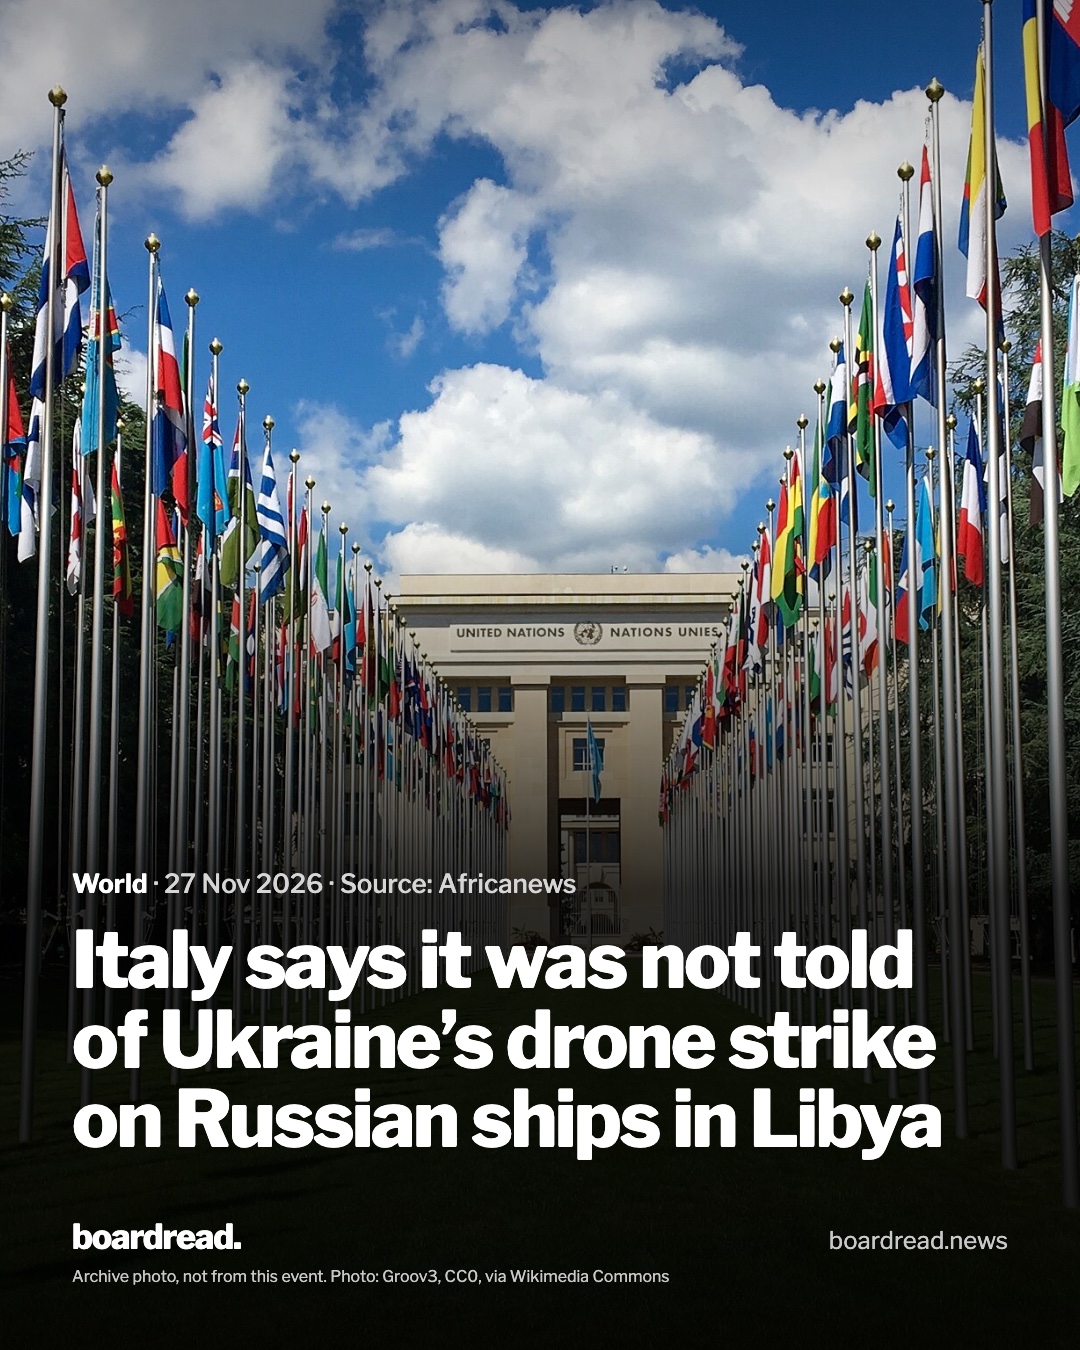 UNITED NATIONS NATIONS UNIES
World · 27 Nov 2026 · Source: Africanews
Italy says it was not told
of Ukraine’s drone strike
on Russian ships in Libya
boardread.
boardread.news
Archive photo, not from this event. Photo: Groov3, CC0, via Wikimedia Commons